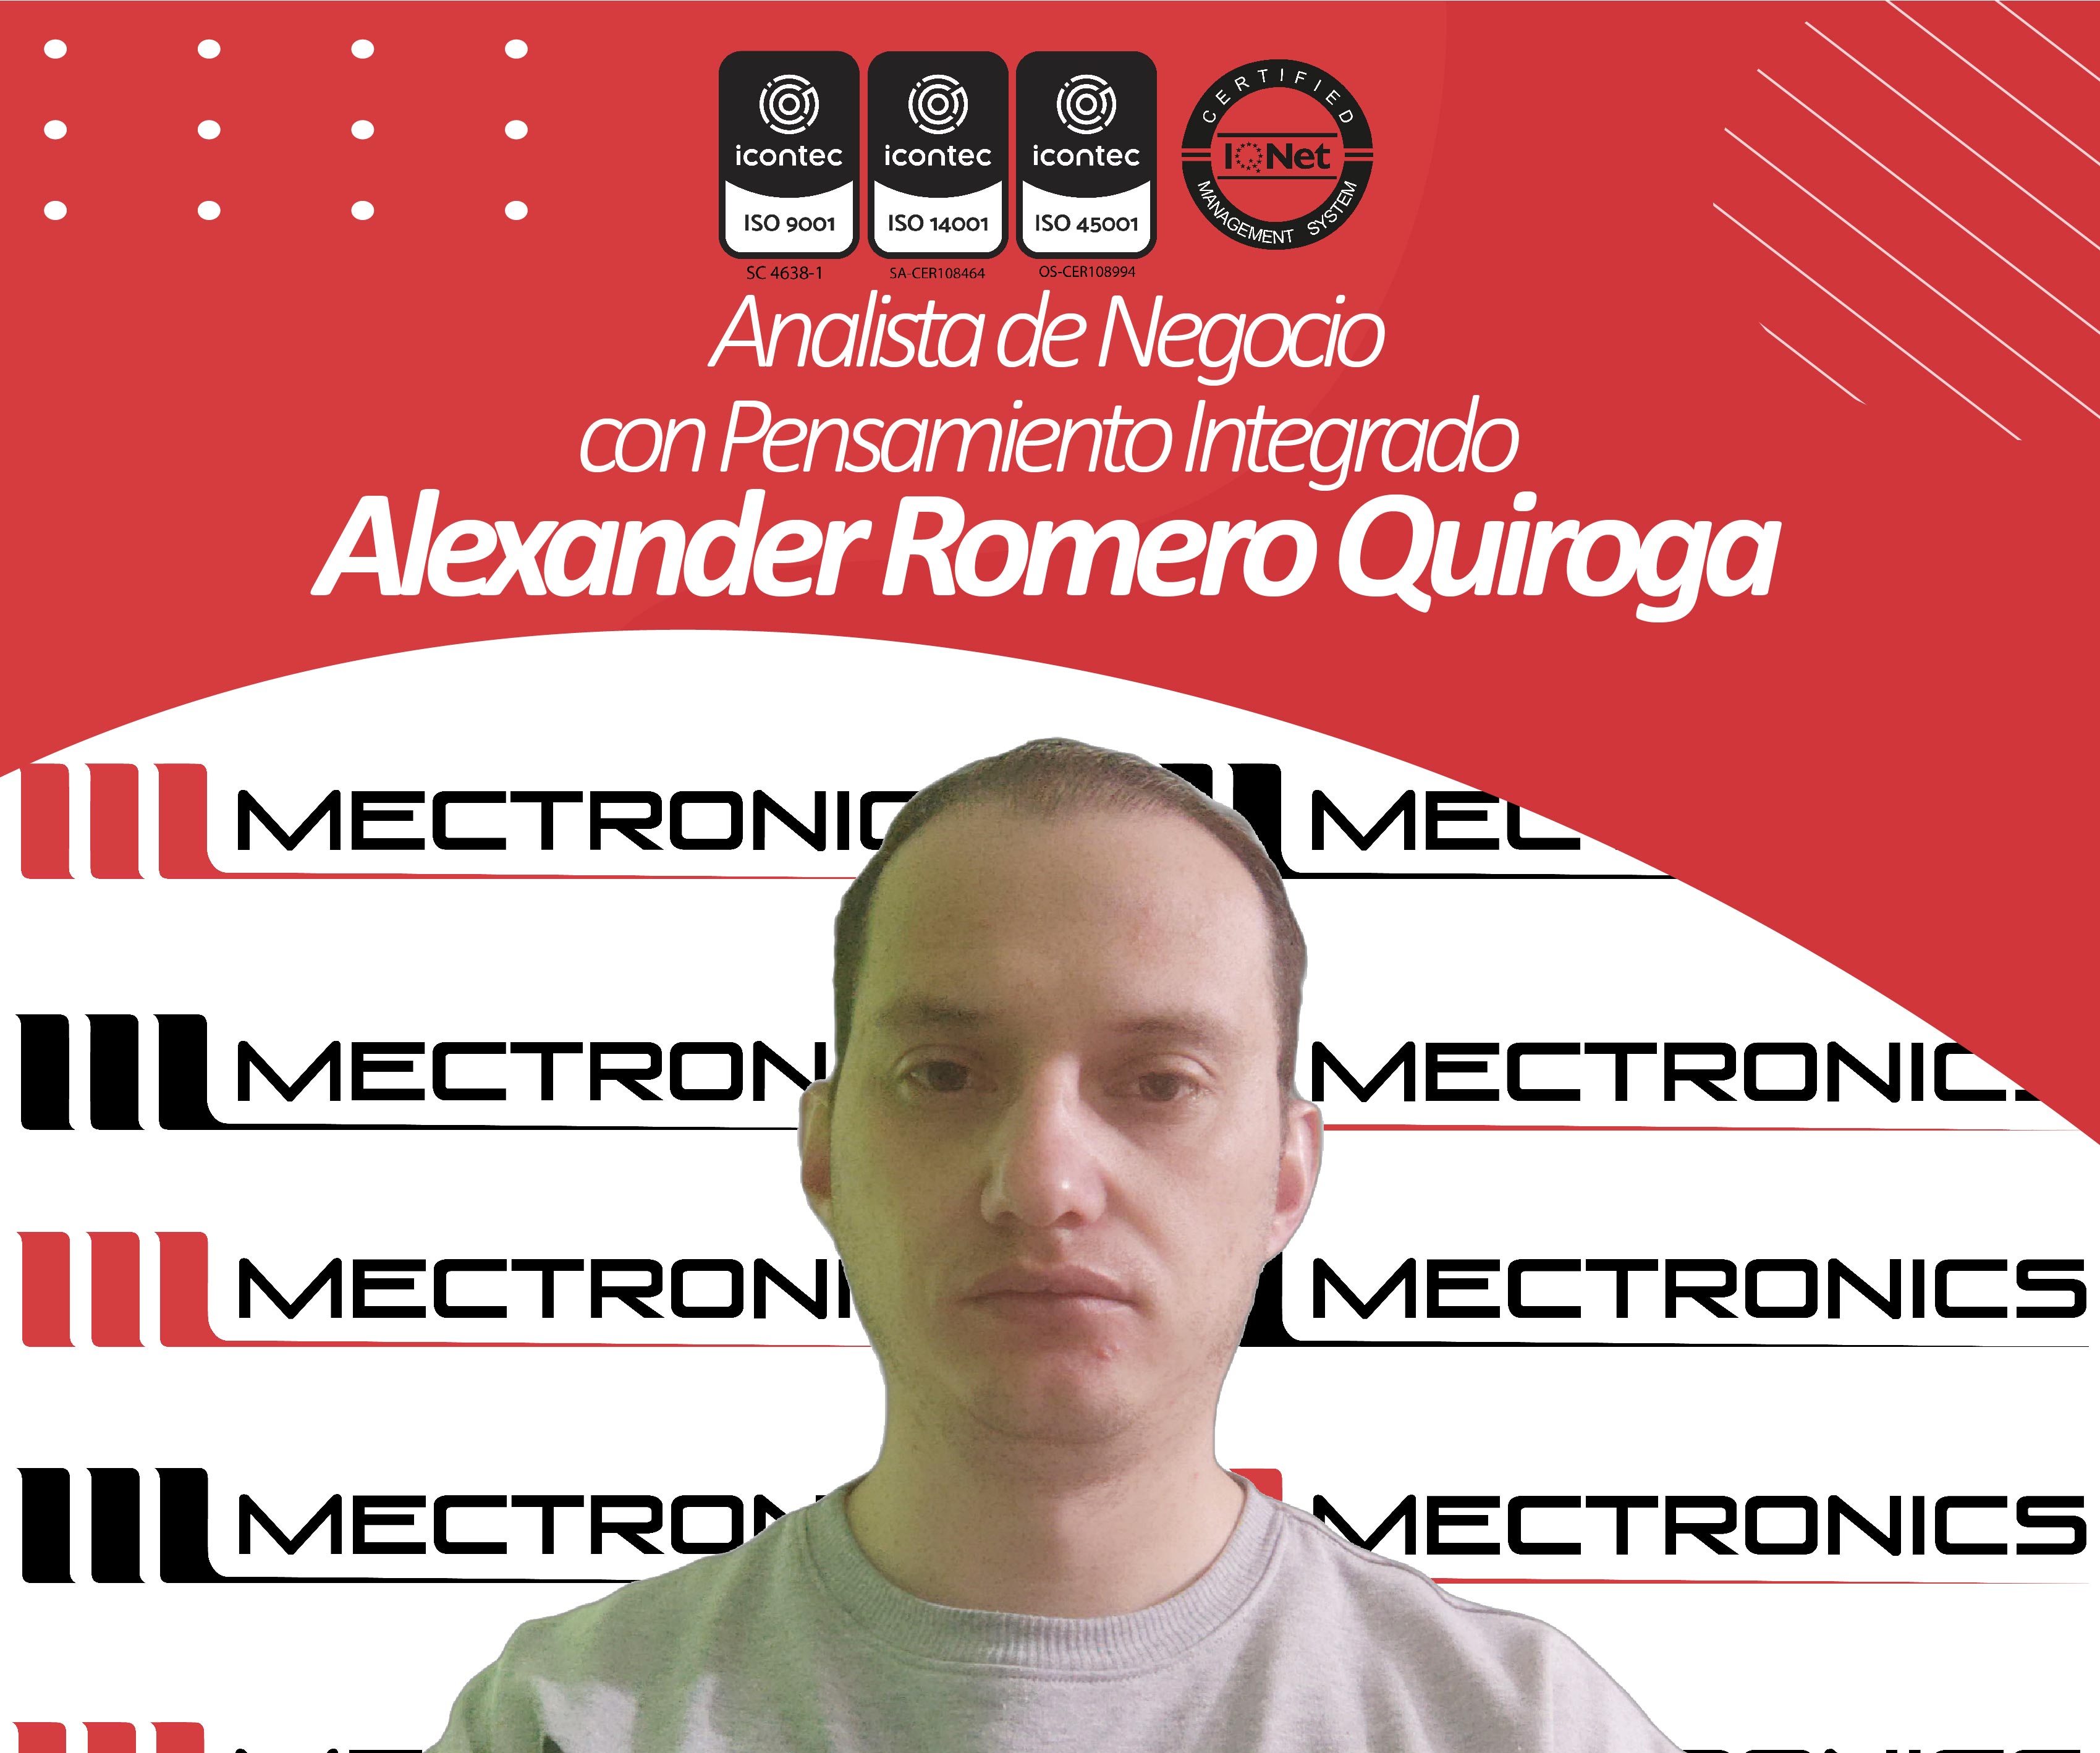 CERTIFIED
IQNet
MANAGEMENT SYSTEM
icontec icontec icontec
ISO 9001 ISO 14001 ISO 45001
SC 4638-1 SA-CER108464 OS-CER108994
Analista de Negocio
con Pensamiento Integrado
Alexander Romero Quiroga
MECTRONIC MEC
MECTRON MECTRONICS
MECTRONI MECTRONICS
MECTRON MECTRONICS